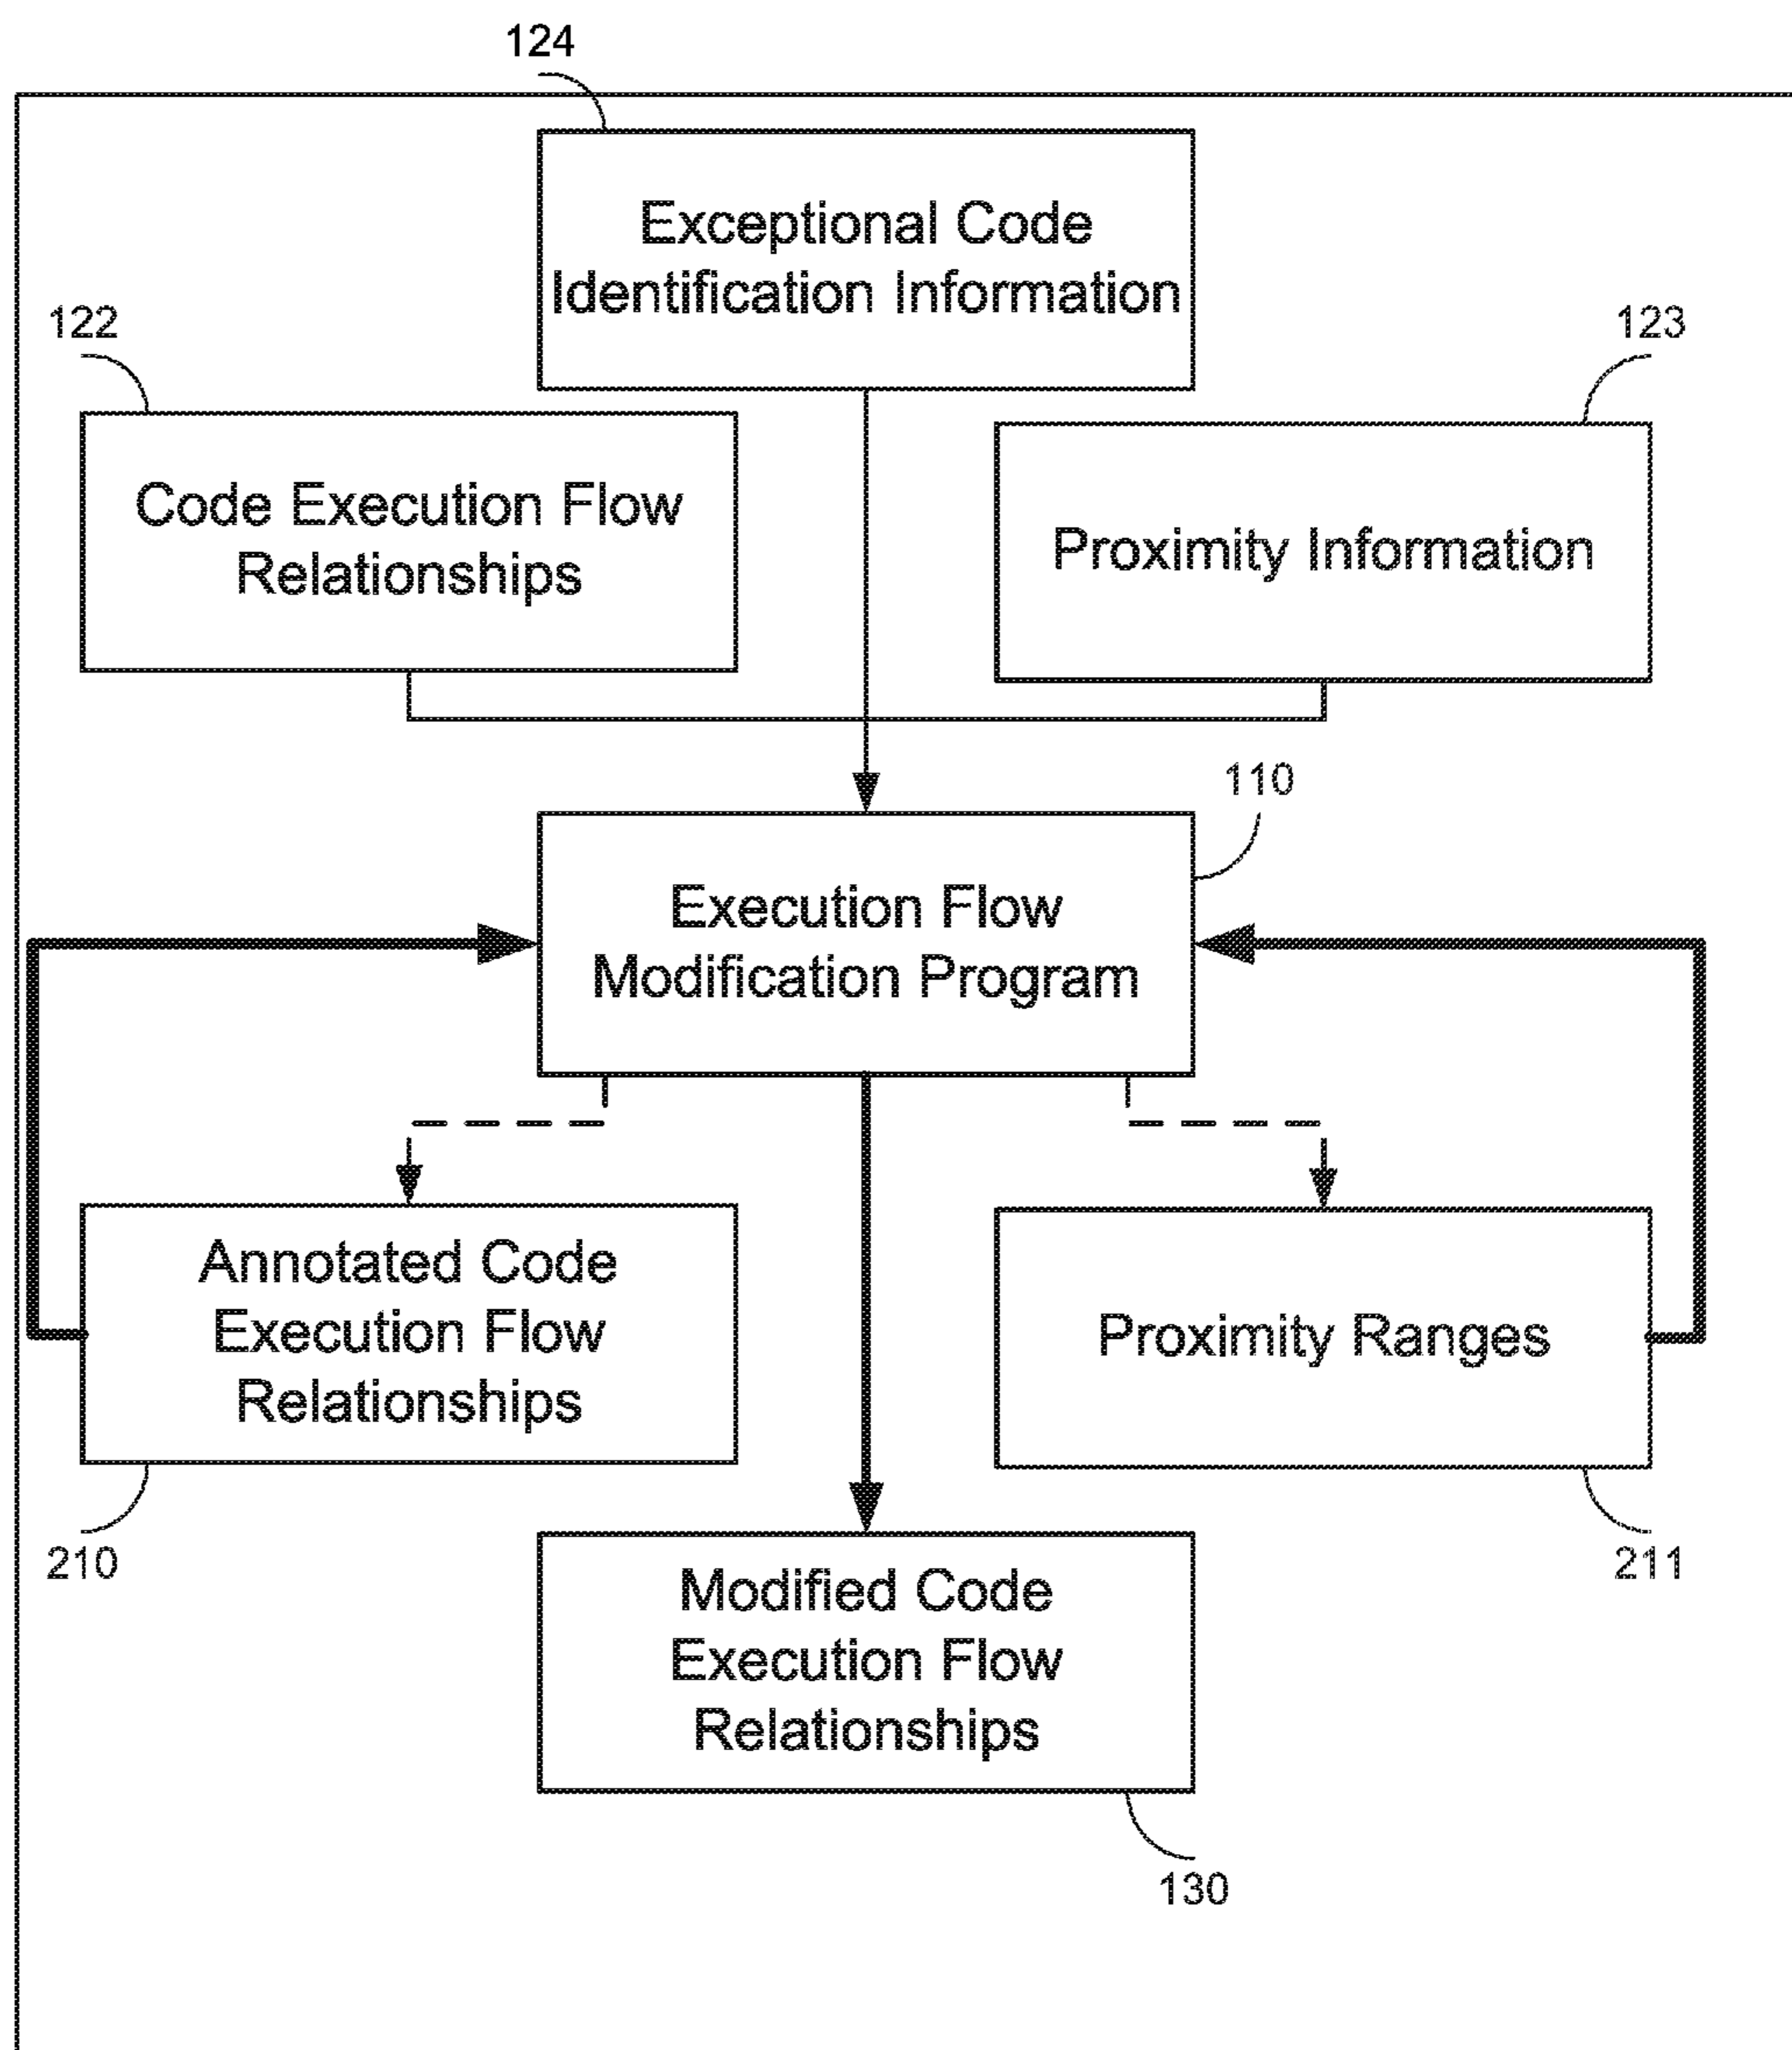 124
Exceptional Code
Identification Information
122
Code Execution Flow
Relationships
123
Proximity Information
110
Execution Flow
Modification Program
Annotated Code
Execution Flow
Relationships
210
Proximity Ranges
211
Modified Code
Execution Flow
Relationships
130